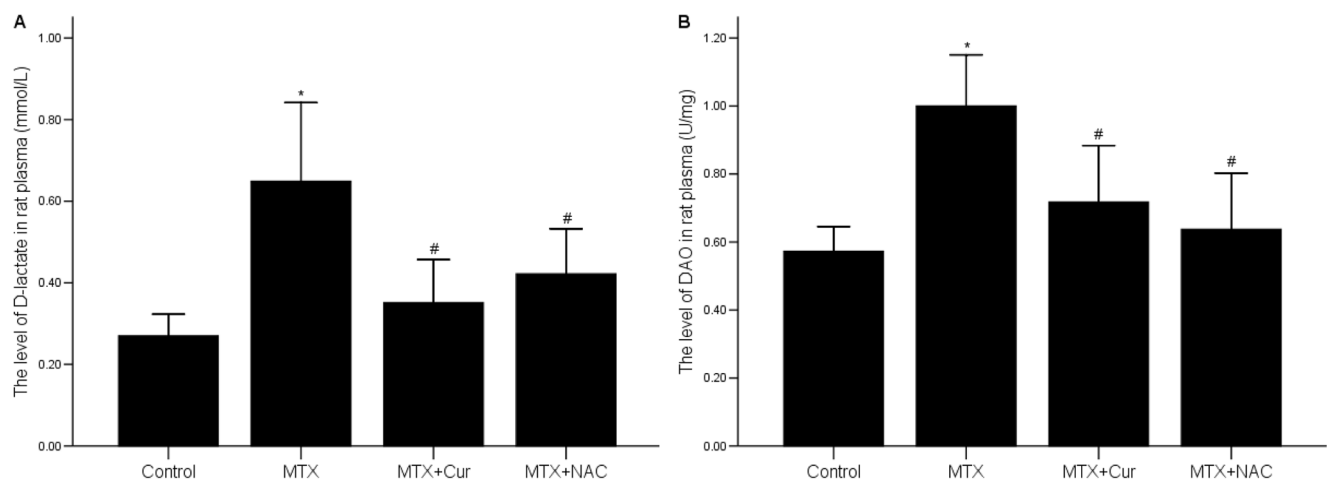 A
The level of D-lactate in rat plasma (mmol/L)
1.00
0.80
0.60
0.40
0.20
0.00
*
#
#
Control
MTX
MTX+Cur
MTX+NAC
B
The level of DAO in rat plasma (U/mg)
1.20
1.00
0.80
0.60
0.40
0.20
0.00
*
#
#
Control
MTX
MTX+Cur
MTX+NAC